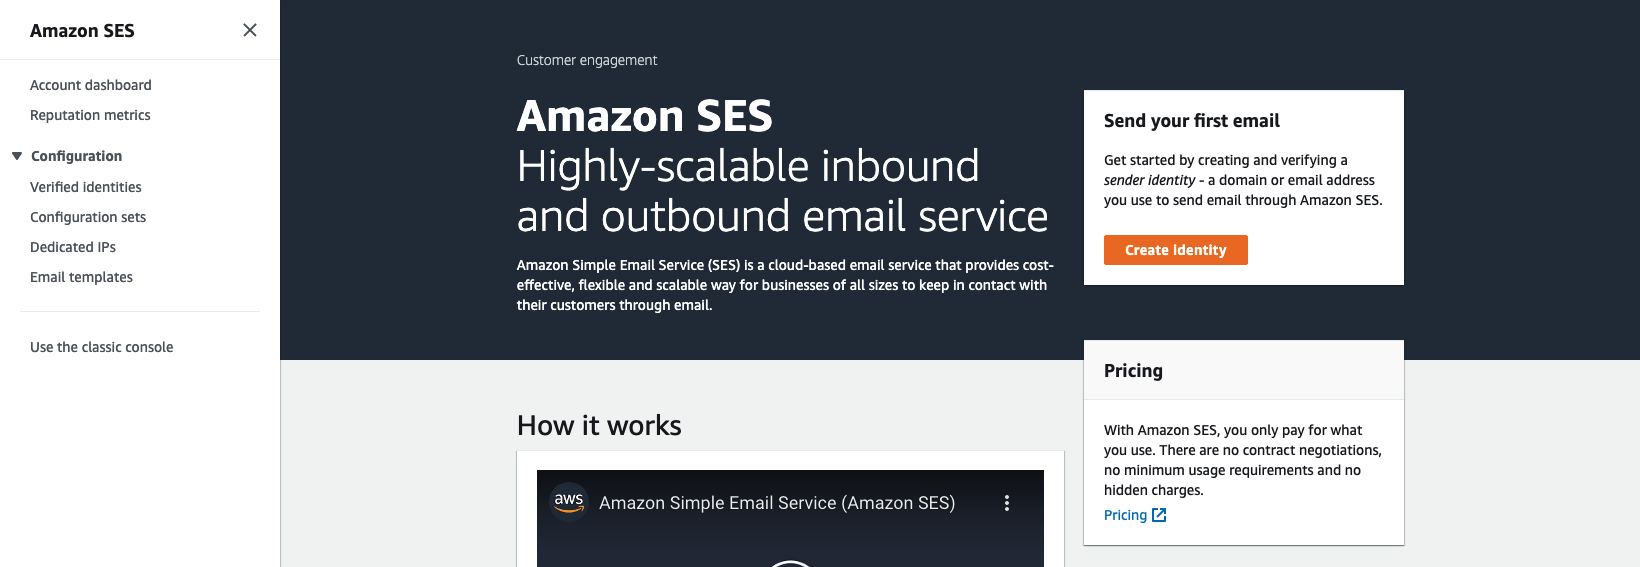 Amazon SES
Account dashboard
Reputation metrics
Configuration
Verified identities
Configuration sets
Dedicated IPs
Email templates
Use the classic console
Customer engagement
Amazon SES
Highly-scalable inbound
and outbound email service
Amazon Simple Email Service (SES) is a cloud-based email service that provides cost-
effective, flexible and scalable way for businesses of all sizes to keep in contact with
their customers through email.
Send your first email
Get started by creating and verifying a
sender identity - a domain or email address
you use to send email through Amazon SES.
Create identity
How it works
aws
Amazon Simple Email Service (Amazon SES)
Pricing
With Amazon SES, you only pay for what
you use. There are no contract negotiations,
no minimum usage requirements and no
hidden charges.
Pricing